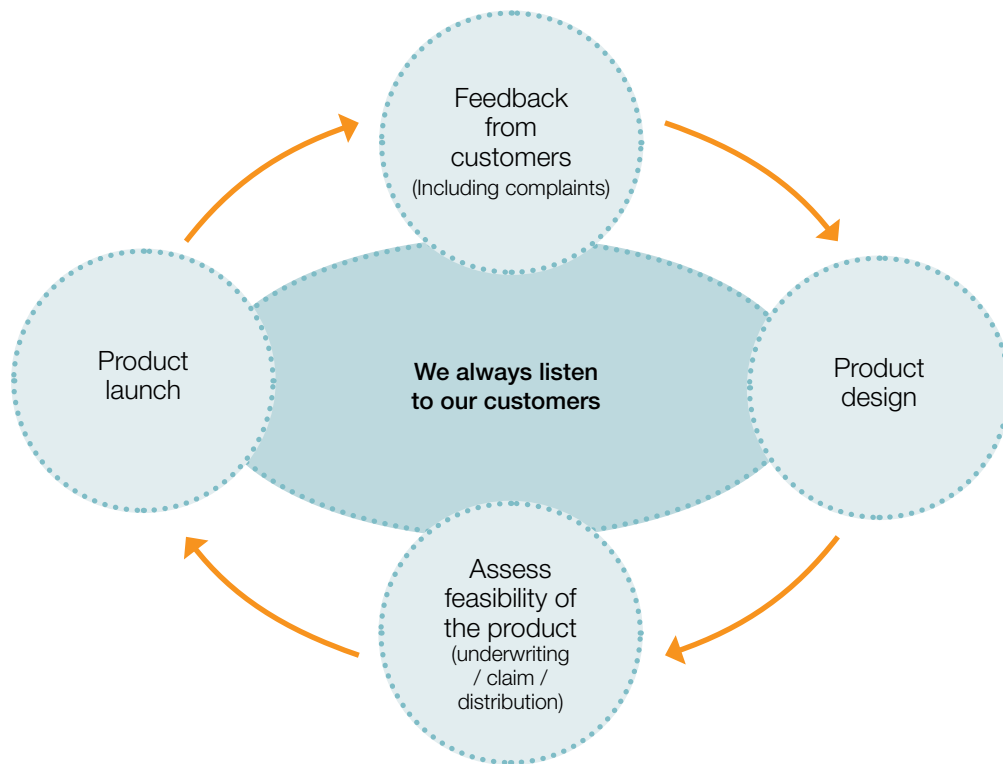 Feedback
from
customers
(Including complaints)
Product
launch
We always listen
to our customers
Product
design
Assess
feasibility of
the product
(underwriting
/ claim /
distribution)